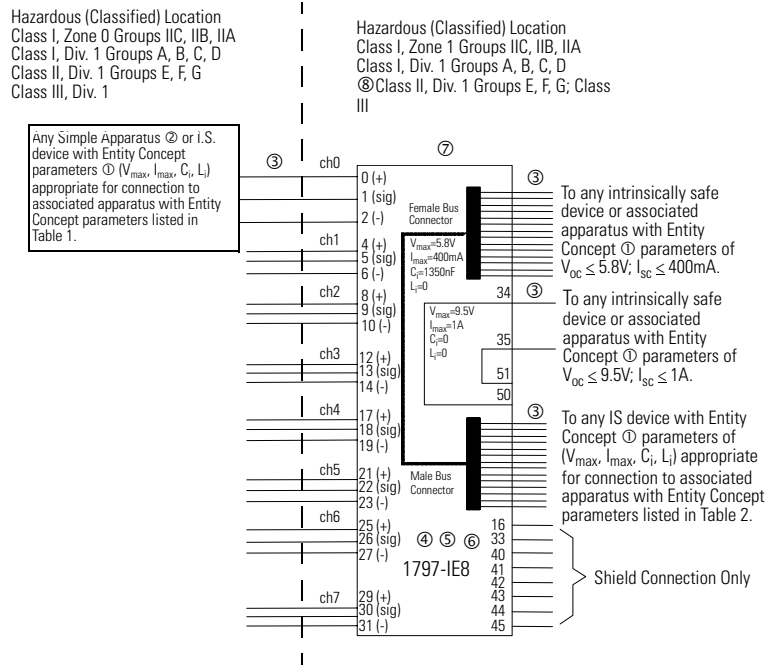 Hazardous (Classified) Location
Class I, Zone 0 Groups IIC, IIB, IIA
Class I, Div. 1 Groups A, B, C, D
Class II, Div. 1 Groups E, F, G
Class III, Div. 1
Hazardous (Classified) Location
Class I, Zone 1 Groups IIC, IIB, IIA
Class I, Div. 1 Groups A, B, C, D
⑧Class II, Div. 1 Groups E, F, G; Class
III
Any Simple Apparatus ② or I.S.
device with Entity Concept
parameters ① (Vmax, Imax, Ci, Li)
appropriate for connection to
associated apparatus with Entity
Concept parameters listed in
Table 1.
③
ch0
0 (+)
1 (sig)
2 (-)
ch1
4 (+)
5 (sig)
6 (-)
ch2
8 (+)
9 (sig)
10 (-)
ch3
12 (+)
13 (sig)
14 (-)
ch4
17 (+)
18 (sig)
19 (-)
ch5
21 (+)
22 (sig)
23 (-)
ch6
25 (+)
26 (sig)
27 (-)
ch7
29 (+)
30 (sig)
31 (-)
⑦
Female Bus
Connector
Vmax=5.8V
Imax=400mA
Ci=1350nF
Li=0
Vmax=9.5V
Imax=1A
Ci=0
Li=0
34
35
51
50
Male Bus
Connector
④ ⑤ ⑥
1797-IE8
16
33
40
41
42
43
44
45
③
To any intrinsically safe
device or associated
apparatus with Entity
Concept ① parameters of
Voc ≤ 5.8V; Isc ≤ 400mA.
③
To any intrinsically safe
device or associated
apparatus with Entity
Concept ① parameters of
Voc ≤ 9.5V; Isc ≤ 1A.
③
To any IS device with Entity
Concept ① parameters of
(Vmax, Imax, Ci, Li) appropriate
for connection to associated
apparatus with Entity Concept
parameters listed in Table 2.
Shield Connection Only